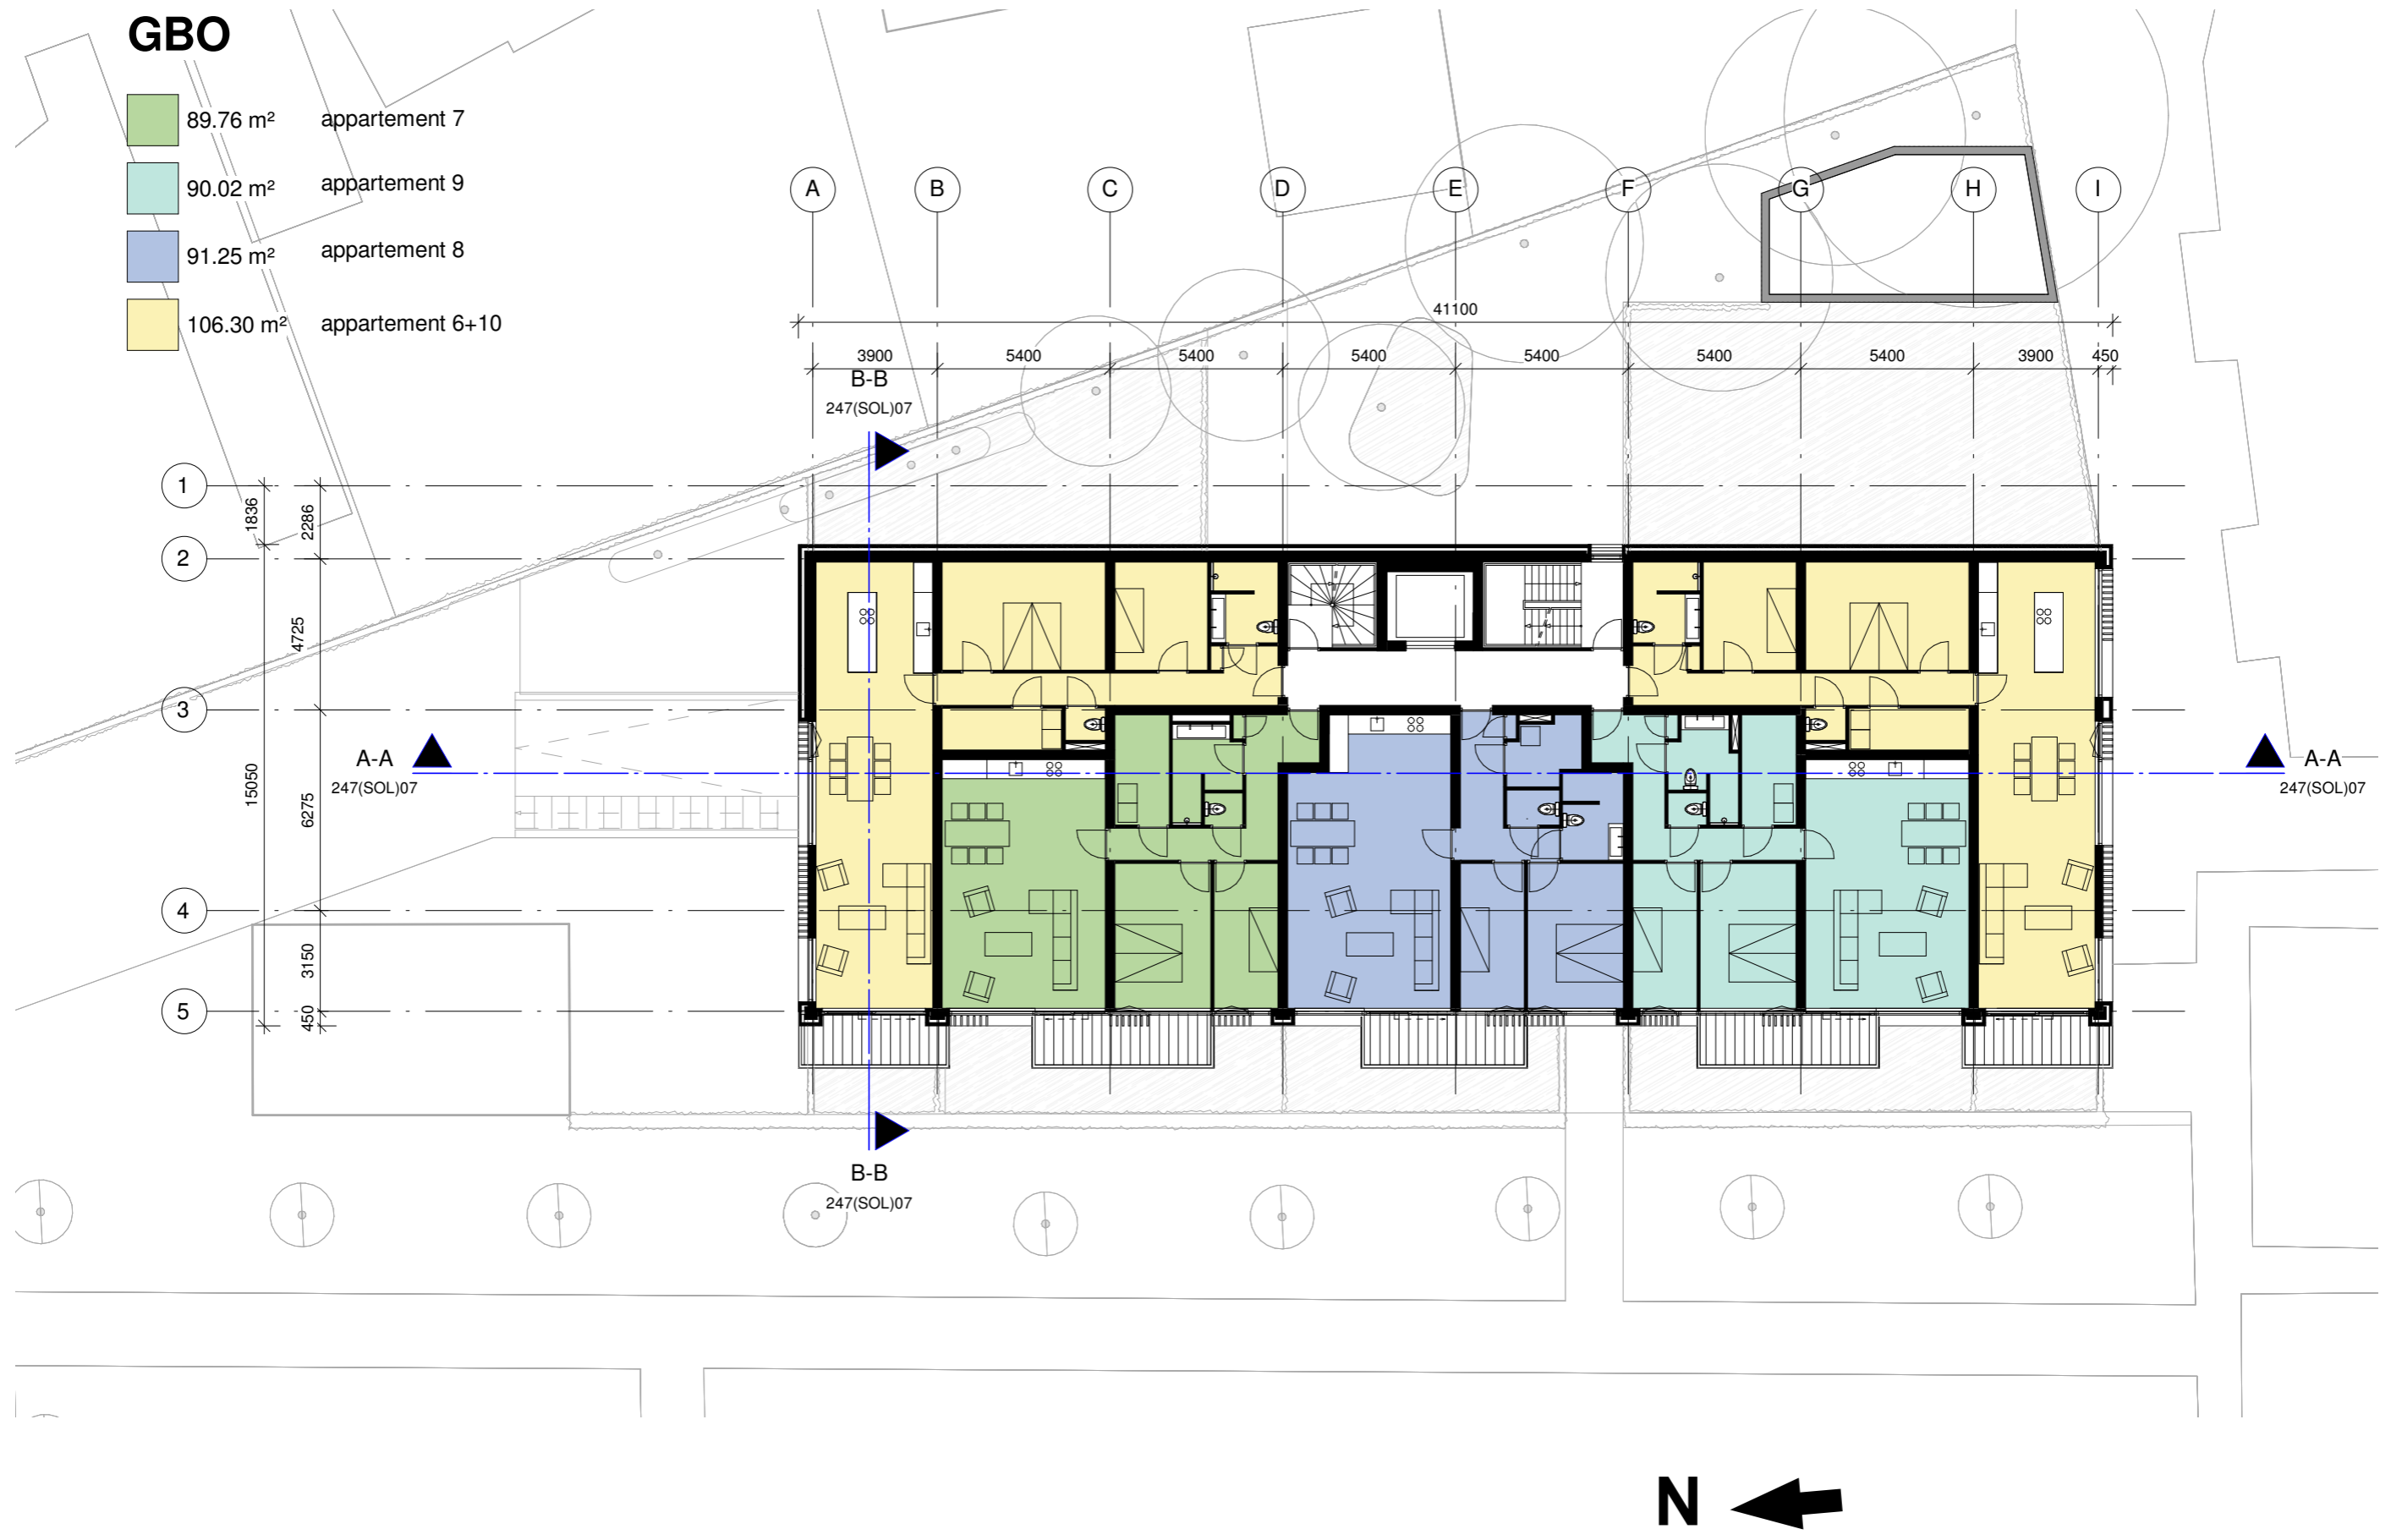 GBO
89.76 m² appartement 7
90.02 m² appartement 9
91.25 m² appartement 8
106.30 m² appartement 6+10
A B C D E F G H I
41100
3900 5400 5400 5400 5400 5400 5400 3900 450
B-B
247(SOL)07
1
1836
2286
2
4725
3
A-A
247(SOL)07
A-A
247(SOL)07
15050
6275
4
3150
5
450
B-B
247(SOL)07
N